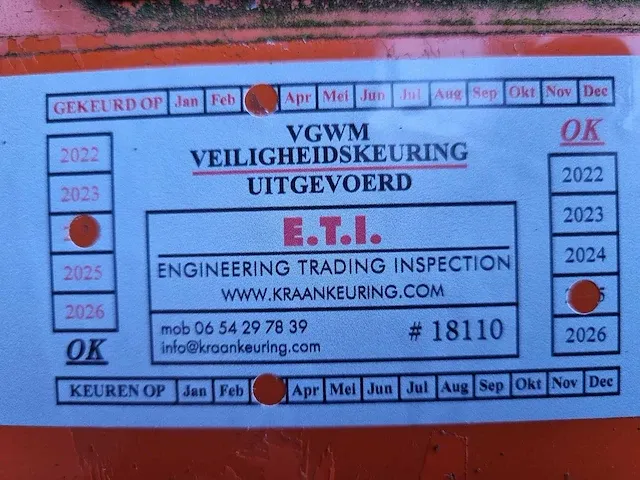 GEKEURD OP Jan Feb Apr Mei Jun Jul Aug Sep Okt Nov Dec
VGWM
VEILIGHEIDSKEURING
UITGEVOERD
2022
2023
2025
2026
OK
E.T.I.
ENGINEERING TRADING INSPECTION
WWW.KRAANKEURING.COM
mob 06 54 29 78 39
info@kraankeuring.com
# 18110
OK
2022
2023
2024
2026
KEUREN OP Jan Feb Apr Mei Jun Jul Aug Sep Okt Nov Dec